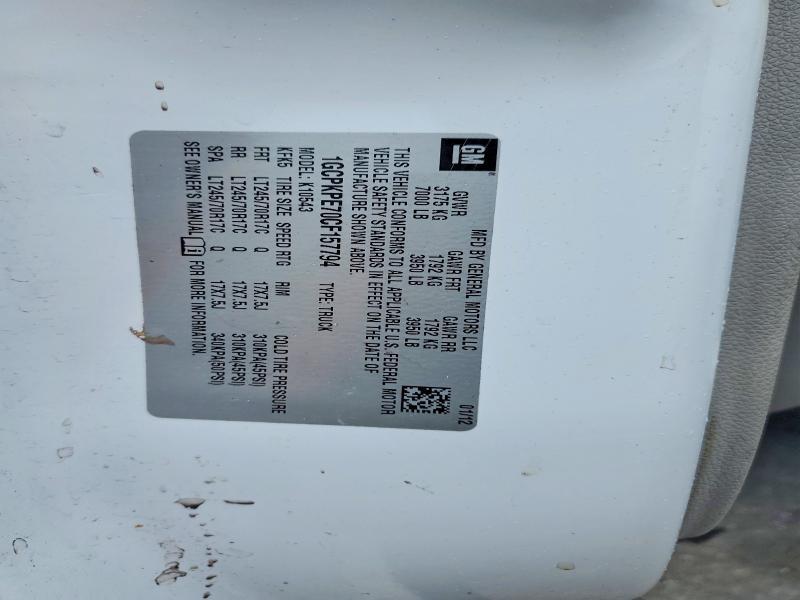 GM
MFD BY GENERAL MOTORS LLC 01/12
GVWR GAWR FRT GAWR RR
3175 KG 1792 KG 1792 KG
7000 LB 3950 LB 3950 LB
THIS VEHICLE CONFORMS TO ALL APPLICABLE U.S. FEDERAL MOTOR
VEHICLE SAFETY STANDARDS IN EFFECT ON THE DATE OF
MANUFACTURE SHOWN ABOVE.
1GCPKPE70CF157794 TYPE: TRUCK
MODEL: K10543
KFK5 TIRE SIZE SPEED RTG RIM COLD TIRE PRESSURE
FRT LT245/70R17C Q 17X7.5J 310KPA(45PSI)
RR LT245/70R17C Q 17X7.5J 310KPA(45PSI)
SPA LT245/70R17C Q 17X7.5J 340KPA(50PSI)
SEE OWNER'S MANUAL FOR MORE INFORMATION.